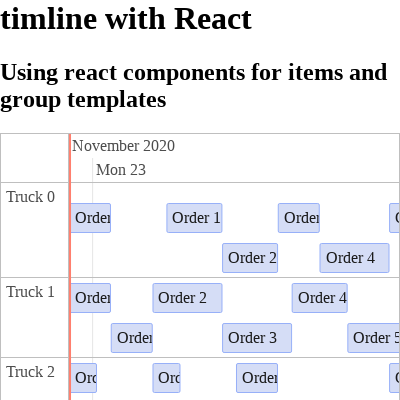 timline with React
Using react components for items and
group templates
November 2020
Mon 23
Truck 0
Order
Order 1
Order
Order 2
Order 4
Truck 1
Order
Order 2
Order 4
Order
Order 3
Order 5
Truck 2
Ord
Ord
Order